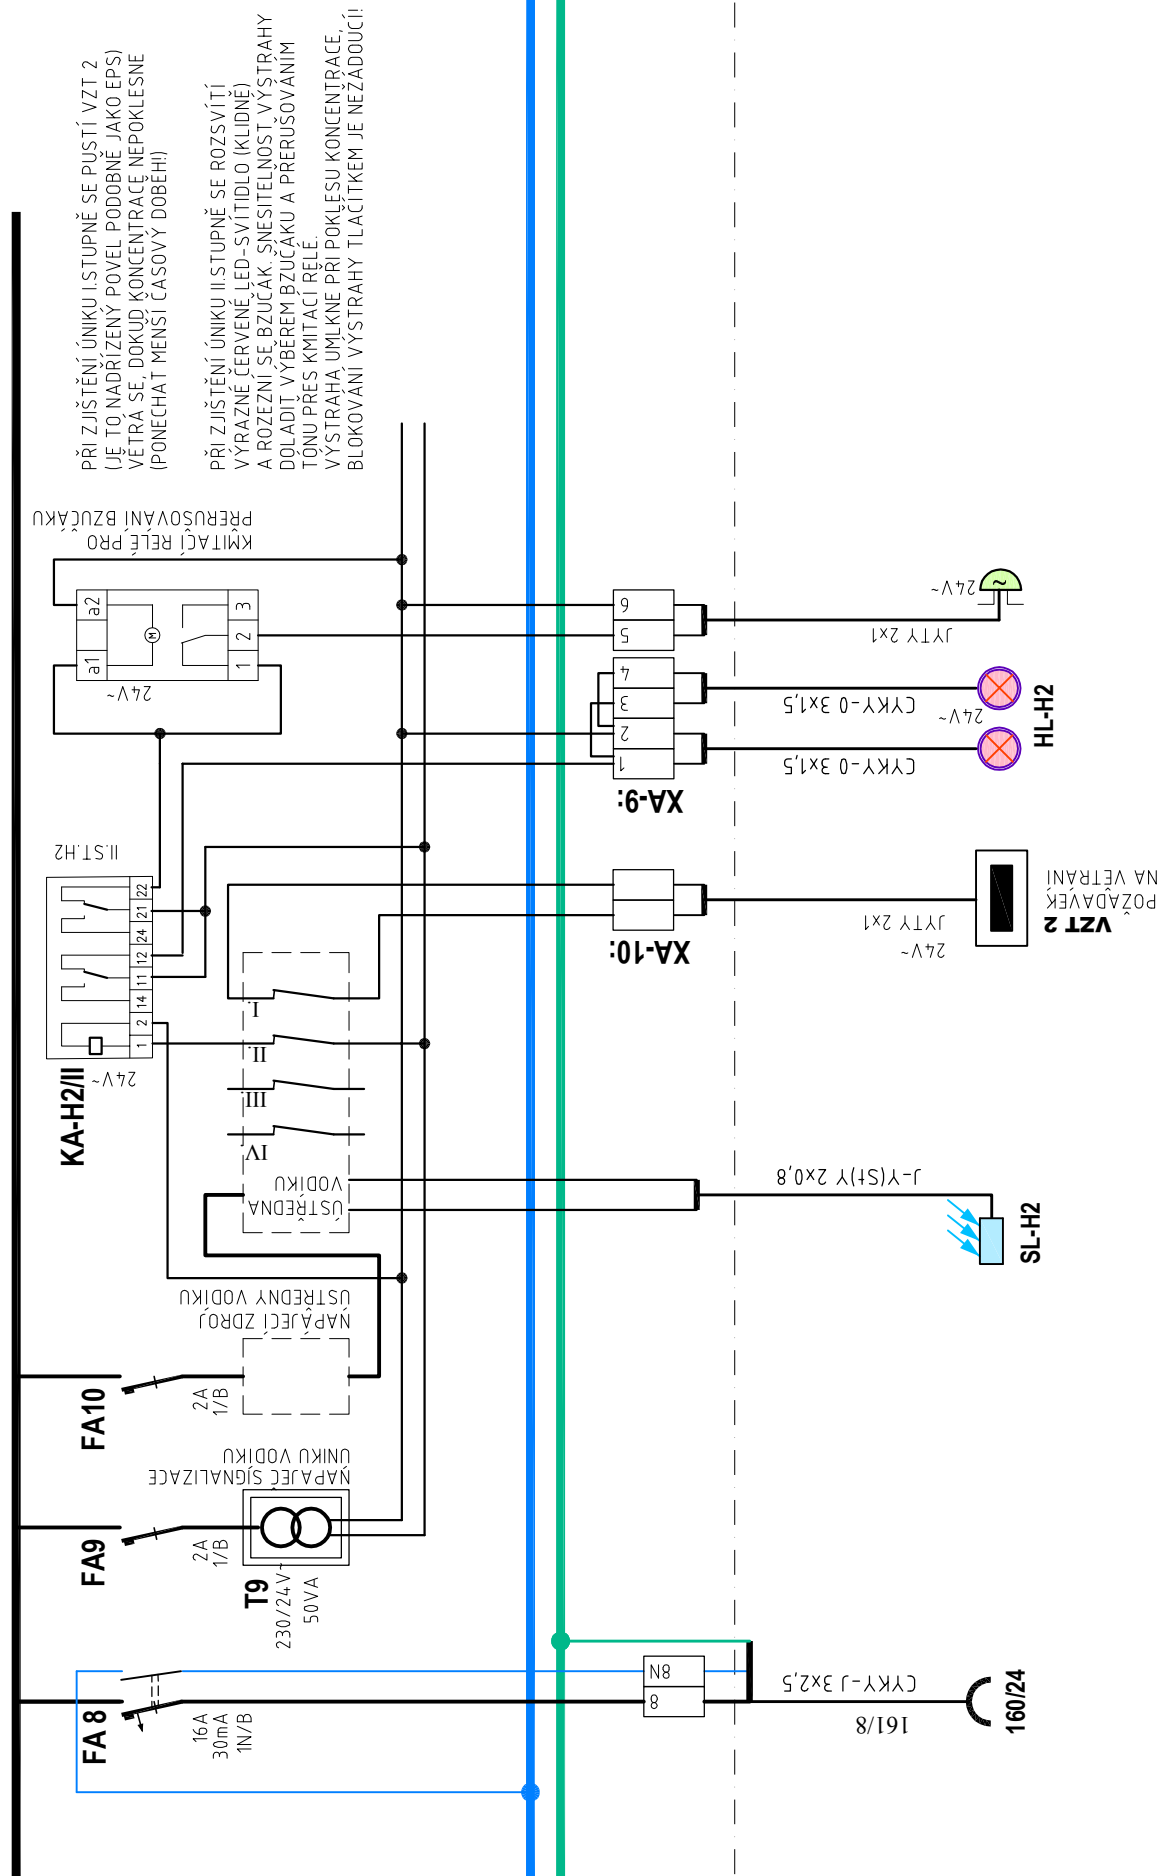 PŘI ZJIŠTĚNÍ ÚNIKU I.STUPNĚ SE PUSTÍ VZT 2
(JE TO NADŘÍZENÝ POVEL PODOBNĚ JAKO EPS)
VĚTRÁ SE, DOKUD KONCENTRACE NEPOKLESNE
(PONECHAT MENŠÍ ČASOVÝ DOBĚH!)
PŘI ZJIŠTĚNÍ ÚNIKU II.STUPNĚ SE ROZSVÍTÍ
VÝRAZNÉ ČERVENÉ LED-SVÍTIDLO (KLIDNĚ)
A ROZEZNÍ SE BZUČÁK. SNESITELNOST VÝSTRAHY
DOLADIT VÝBĚREM BZUČÁKU A PŘERUŠOVÁNÍM
TÓNU PŘES KMITACÍ RELÉ.
VÝSTRAHA UMLKNE PŘI POKLESU KONCENTRACE,
BLOKOVÁNÍ VÝSTRAHY TLAČÍTKEM JE NEŽÁDOUCÍ!
KMITACÍ RELÉ PRO
PŘERUŠOVÁNÍ BZUČÁKU
a1
a2
M
1
2
3
24V~
II.ST.H2
KA-H2/II
24V~
1
2
14
11
12
24
21
22
I.
II.
III.
IV.
ÚSTŘEDNA
VODÍKU
NAPÁJECÍ ZDROJ
ÚSTŘEDNY VODÍKU
FA10
2A
1/B
NAPÁJEČ SIGNALIZACE
ÚNIKU VODÍKU
FA9
2A
1/B
T9
230/24V~
50VA
FA 8
16A
30mA
1N/B
8
8N
CYKY-J 3x2,5
161/8
160/24
J-Y(St)Y 2x0,8
SL-H2
XA-10:
JYTY 2x1
24V~
VZT 2
POŽADAVEK
NA VĚTRÁNÍ
XA-9:
1
2
3
4
5
6
CYKY-O 3x1,5
CYKY-O 3x1,5
24V~
HL-H2
JYTY 2x1
24V~
~